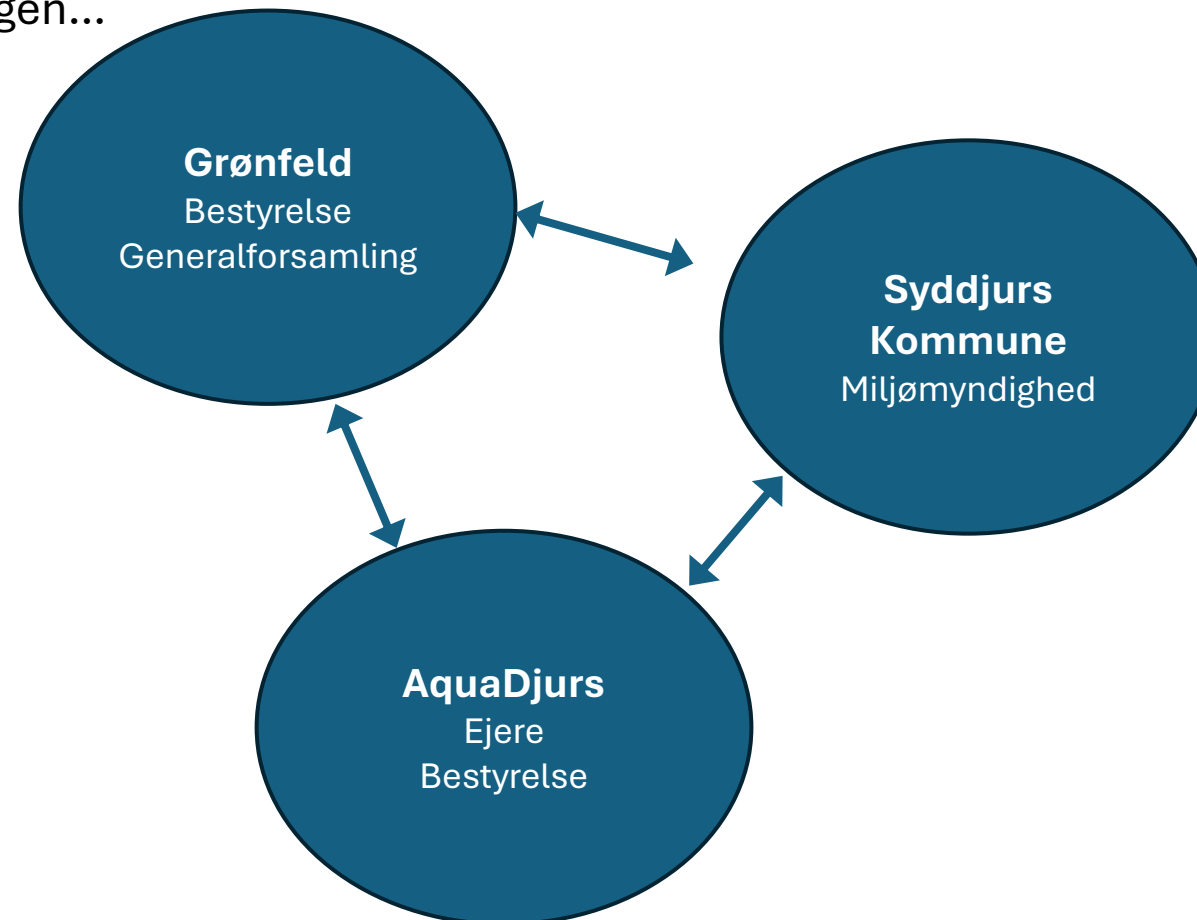 gen...
Grønfeld
Bestyrelse
Generalforsamling
Syddjurs
Kommune
Miljømyndighed
AquaDjurs
Ejere
Bestyrelse